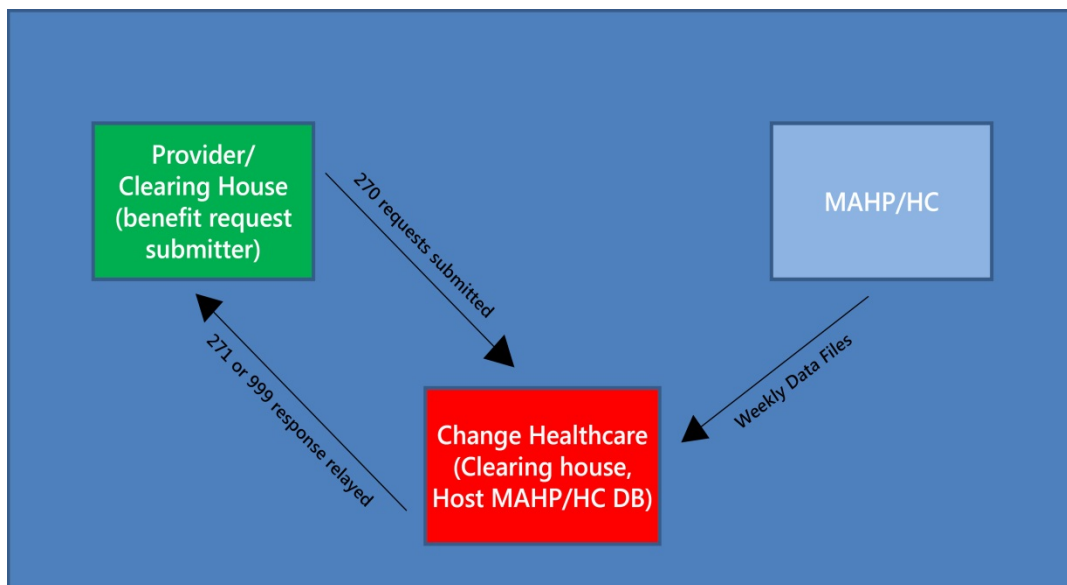 Provider/
Clearing House
(benefit request
submitter)
270 requests submitted
MAHP/HC
271 or 999 response relayed
Weekly Data Files
Change Healthcare
(Clearing house,
Host MAHP/HC DB)